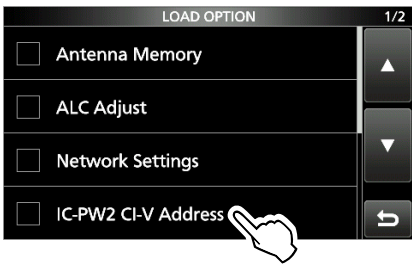 LOAD OPTION 1/2
Antenna Memory
ALC Adjust
Network Settings
IC-PW2 CI-V Address